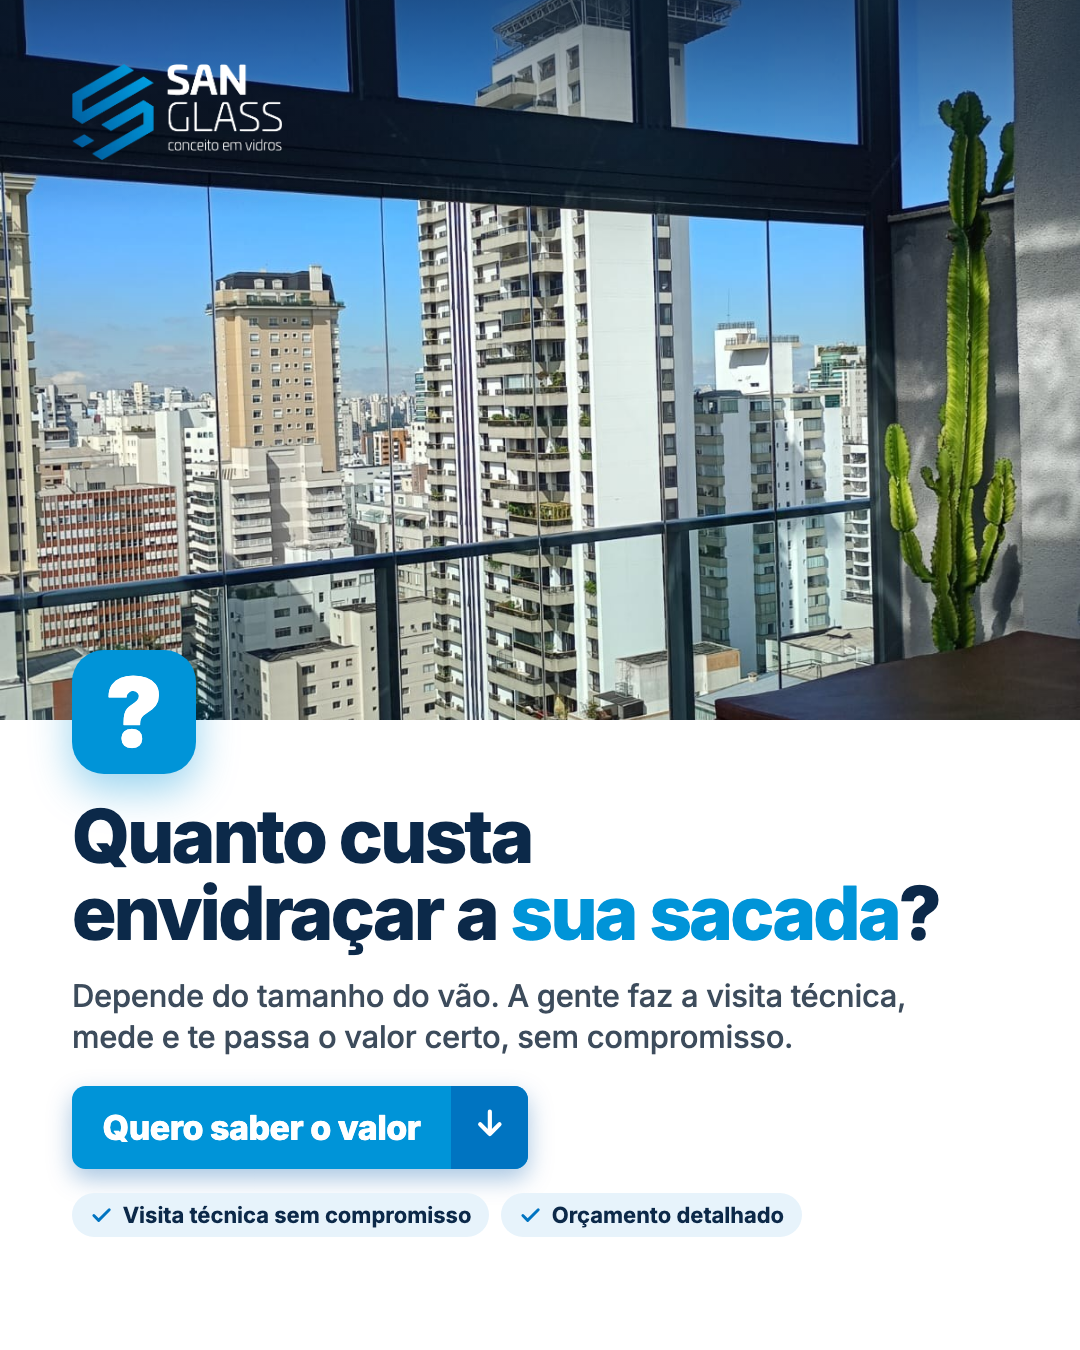 SAN
GLASS
conceito em vidros
?
Quanto custa
envidraçar a sua sacada?
Depende do tamanho do vão. A gente faz a visita técnica,
mede e te passa o valor certo, sem compromisso.
Quero saber o valor
Visita técnica sem compromisso
Orçamento detalhado